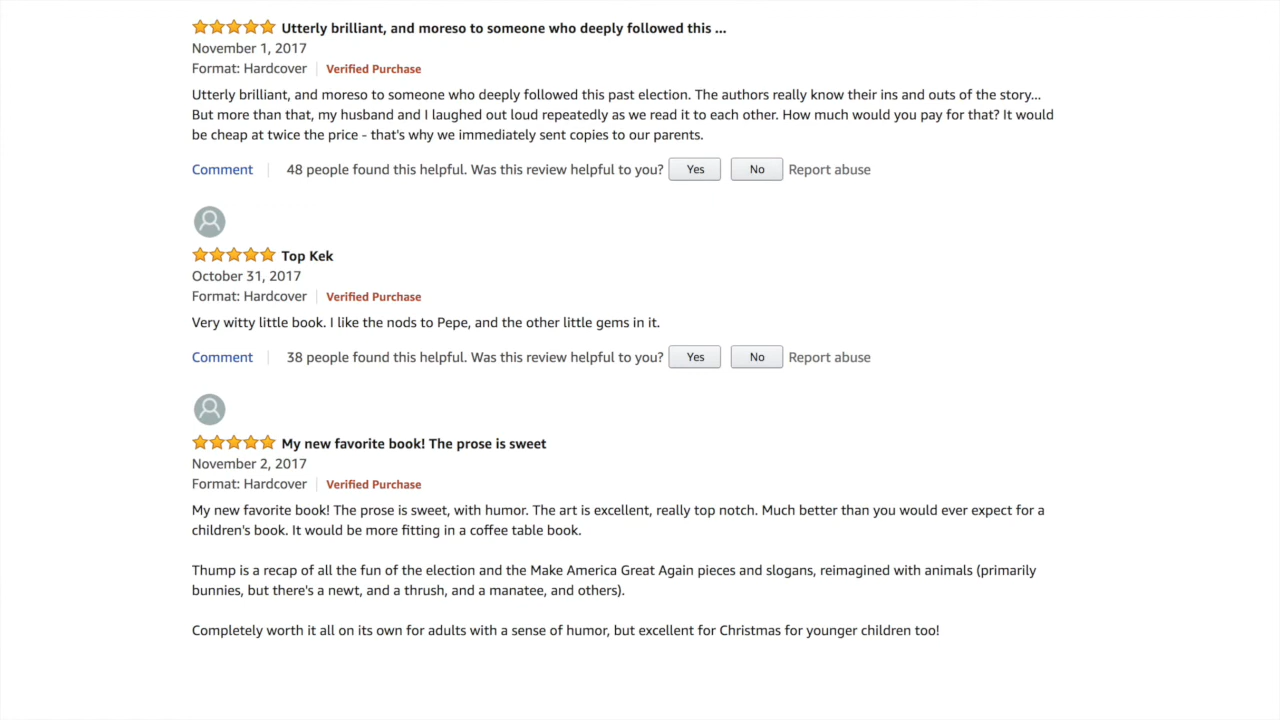 Utterly brilliant, and moreso to someone who deeply followed this ...
November 1, 2017
Format: Hardcover Verified Purchase
Utterly brilliant, and moreso to someone who deeply followed this past election. The authors really know their ins and outs of the story...
But more than that, my husband and I laughed out loud repeatedly as we read it to each other. How much would you pay for that? It would
be cheap at twice the price - that's why we immediately sent copies to our parents.
Comment 48 people found this helpful. Was this review helpful to you? Yes No Report abuse
Top Kek
October 31, 2017
Format: Hardcover Verified Purchase
Very witty little book. I like the nods to Pepe, and the other little gems in it.
Comment 38 people found this helpful. Was this review helpful to you? Yes No Report abuse
My new favorite book! The prose is sweet
November 2, 2017
Format: Hardcover Verified Purchase
My new favorite book! The prose is sweet, with humor. The art is excellent, really top notch. Much better than you would ever expect for a
children's book. It would be more fitting in a coffee table book.
Thump is a recap of all the fun of the election and the Make America Great Again pieces and slogans, reimagined with animals (primarily
bunnies, but there's a newt, and a thrush, and a manatee, and others).
Completely worth it all on its own for adults with a sense of humor, but excellent for Christmas for younger children too!